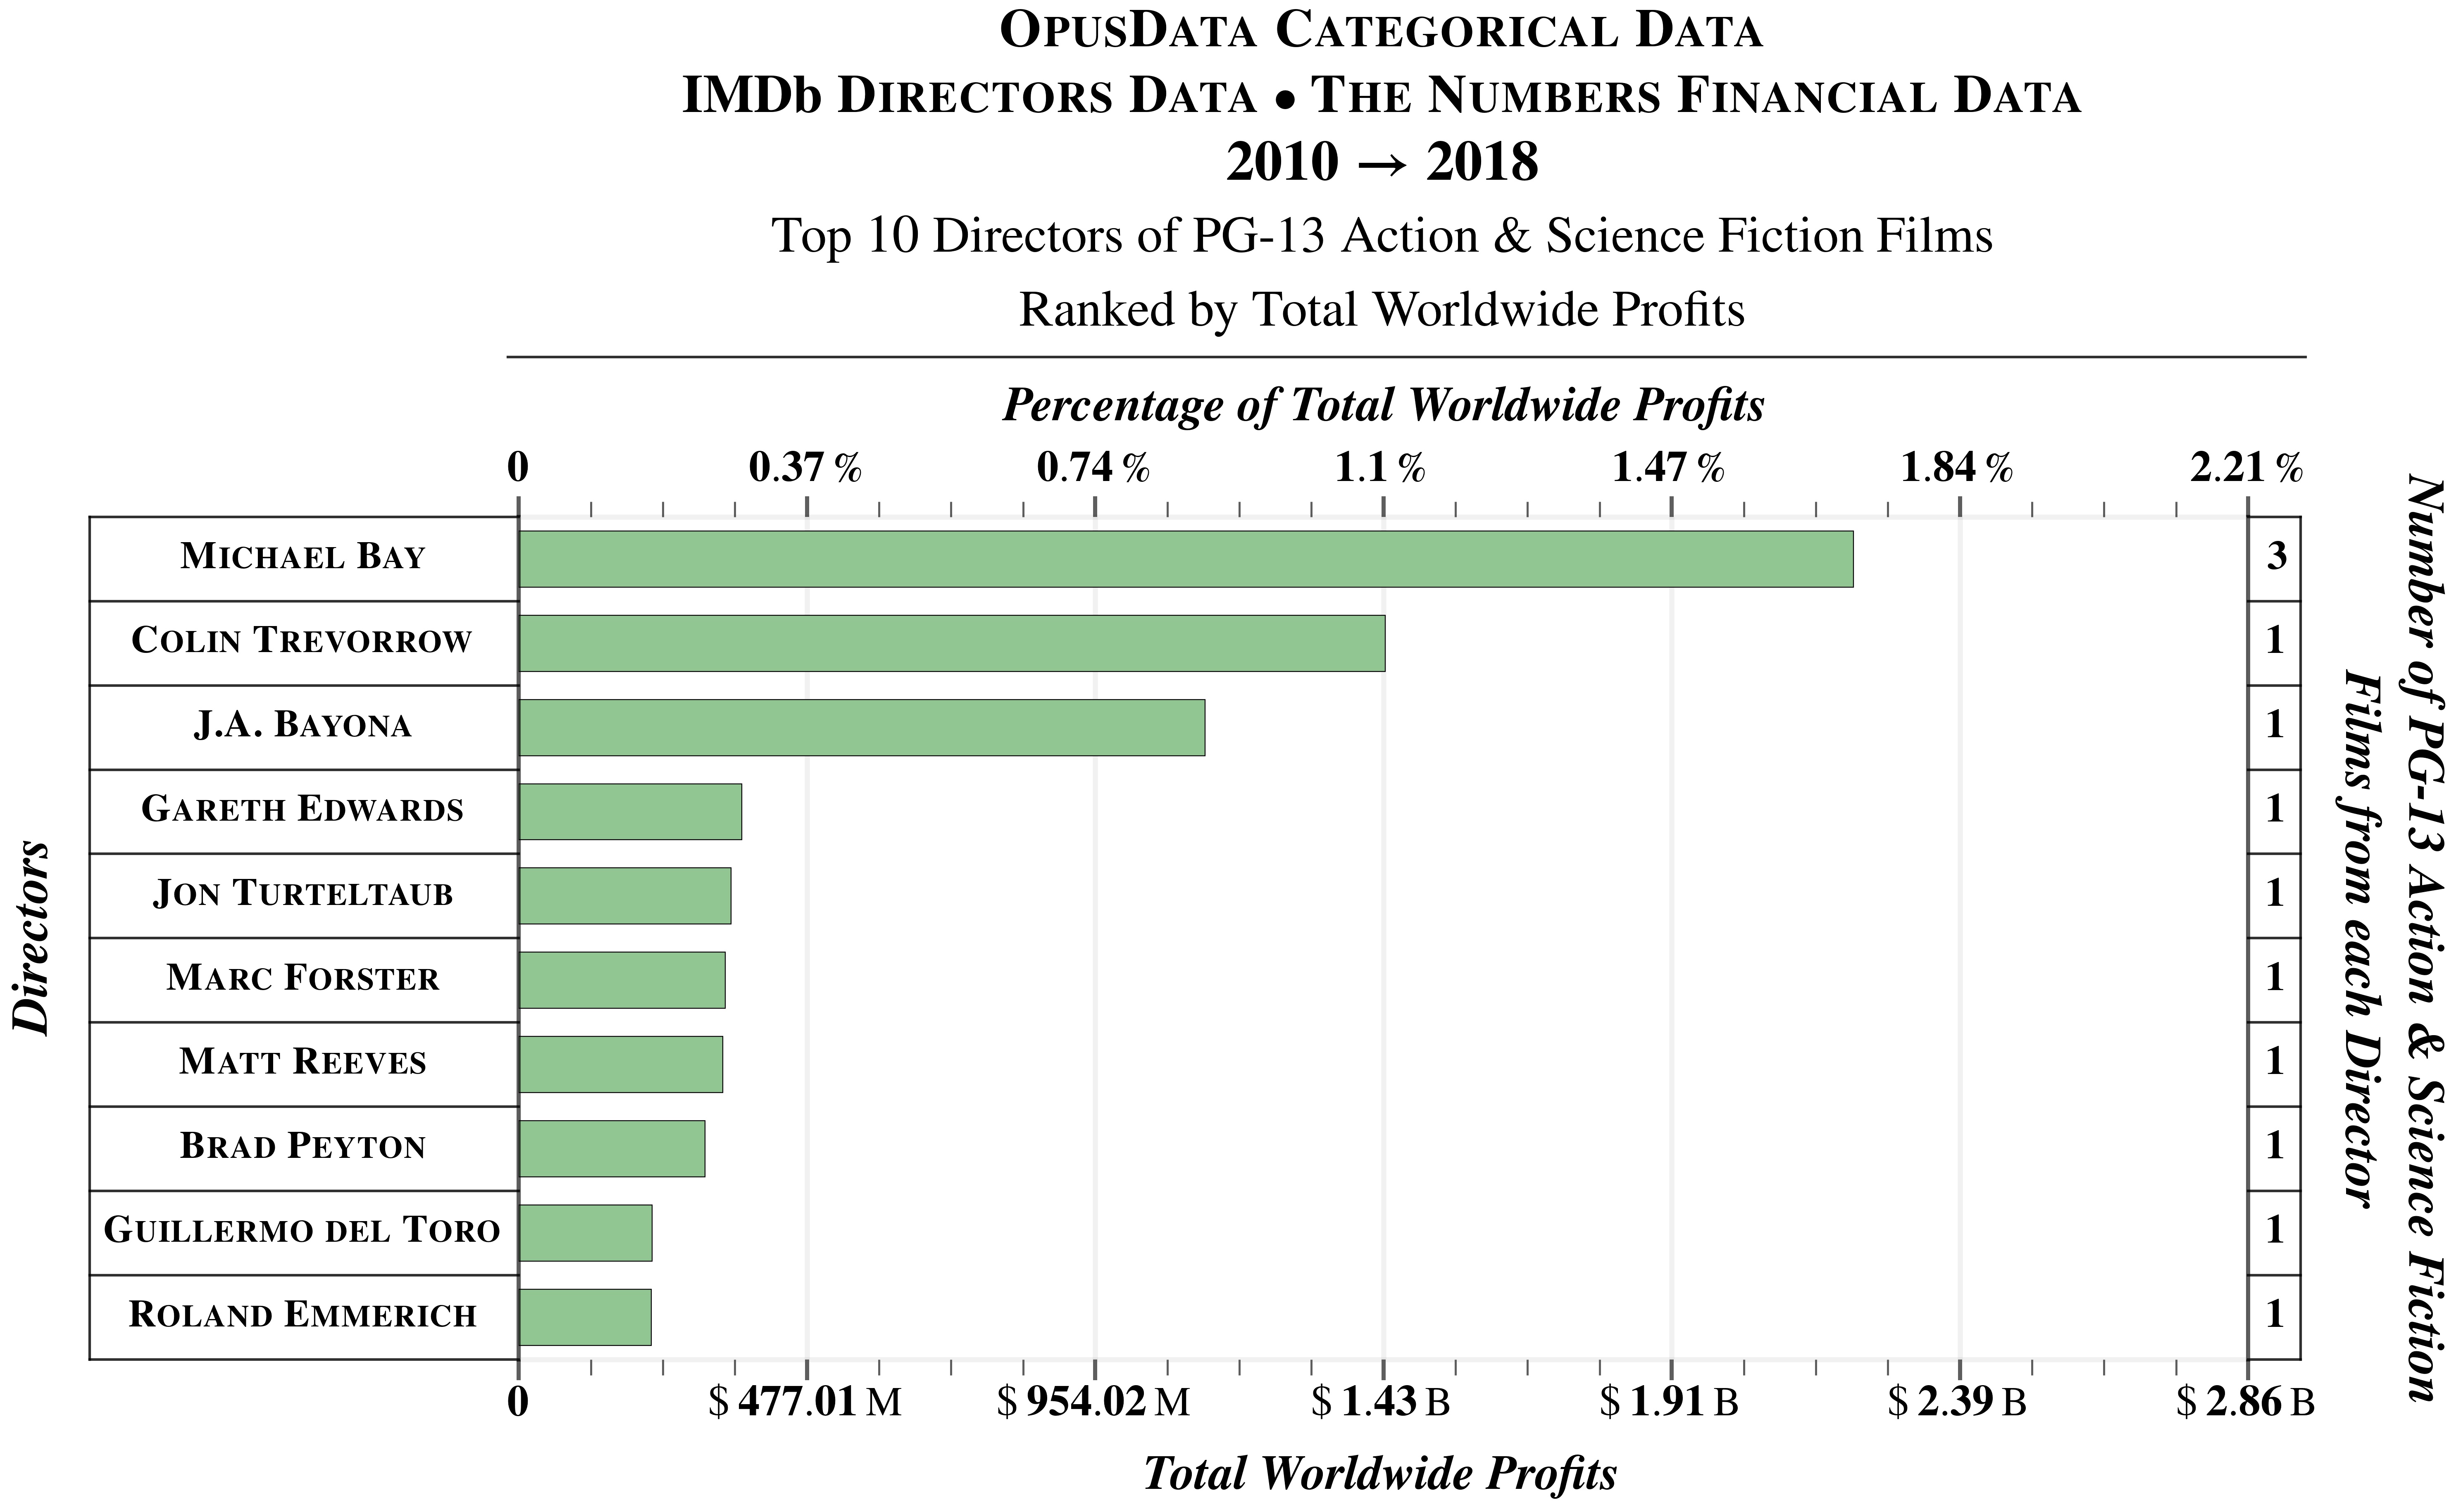 OpusData Categorical Data
IMDb Directors Data • The Numbers Financial Data
2010 → 2018
Top 10 Directors of PG-13 Action & Science Fiction Films
Ranked by Total Worldwide Profits
Percentage of Total Worldwide Profits
0 0.37 % 0.74 % 1.1 % 1.47 % 1.84 % 2.21 %
Directors
Michael Bay 3
Colin Trevorrow 1
J.A. Bayona 1
Gareth Edwards 1
Jon Turteltaub 1
Marc Forster 1
Matt Reeves 1
Brad Peyton 1
Guillermo del Toro 1
Roland Emmerich 1
Number of PG-13 Action & Science Fiction
Films from each Director
0 $ 477.01 M $ 954.02 M $ 1.43 B $ 1.91 B $ 2.39 B $ 2.86 B
Total Worldwide Profits